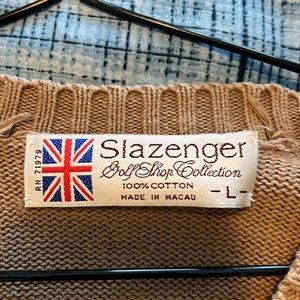 RN 71979
Slazenger
Golf Shop Collection
100% COTTON
MADE IN MACAU
-L-